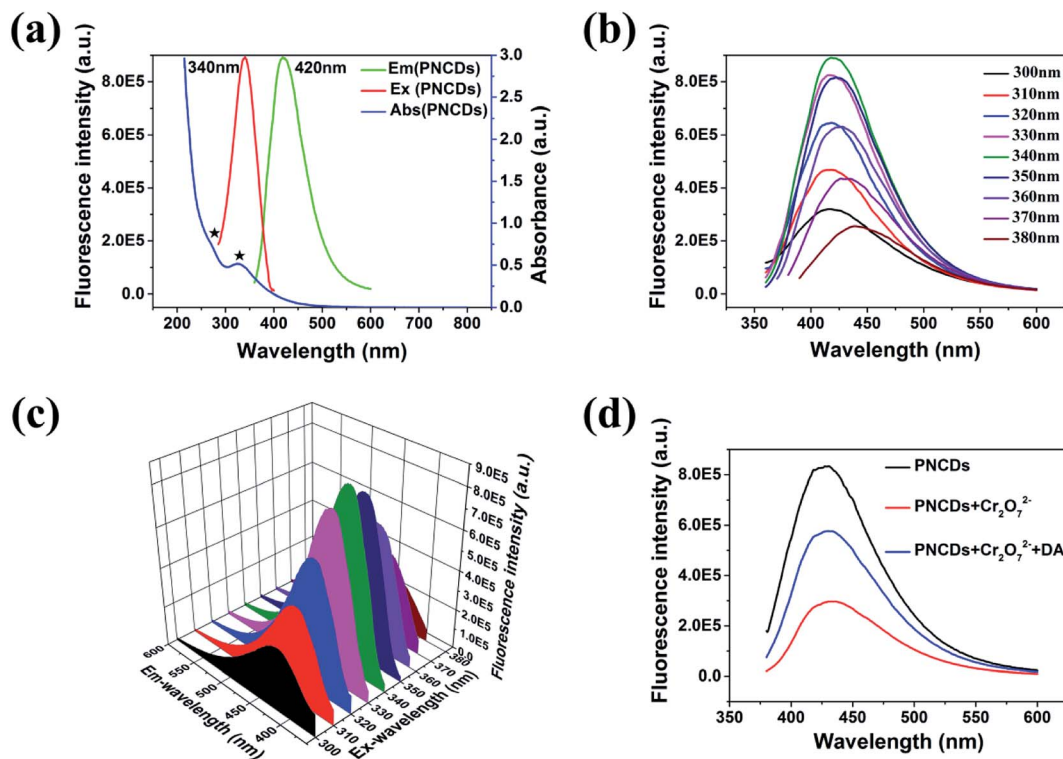 (a)
Fluorescence intensity (a.u.)
8.0E5
6.0E5
4.0E5
2.0E5
0.0
340nm 420nm
Em(PNCDs)
Ex (PNCDs)
Abs(PNCDs)
3.0
2.5
2.0
1.5
1.0
0.5
0.0
Absorbance (a.u.)
200 300 400 500 600 700 800
Wavelength (nm)
(b)
Fluorescence intensity (a.u.)
8.0E5
6.0E5
4.0E5
2.0E5
0.0
300nm
310nm
320nm
330nm
340nm
350nm
360nm
370nm
380nm
350 400 450 500 550 600
Wavelength (nm)
(c)
9.0E5
8.0E5
7.0E5
6.0E5
5.0E5
4.0E5
3.0E5
2.0E5
1.0E5
0.0
Fluorescence intensity (a.u.)
600 550 500 450 400
Em-wavelength (nm)
300 310 320 330 340 350 360 370 380
Ex-wavelength (nm)
(d)
Fluorescence intensity (a.u.)
8.0E5
6.0E5
4.0E5
2.0E5
0.0
PNCDs
PNCDs+Cr₂O₇²⁻
PNCDs+Cr₂O₇²⁻+DA
350 400 450 500 550 600
Wavelength (nm)